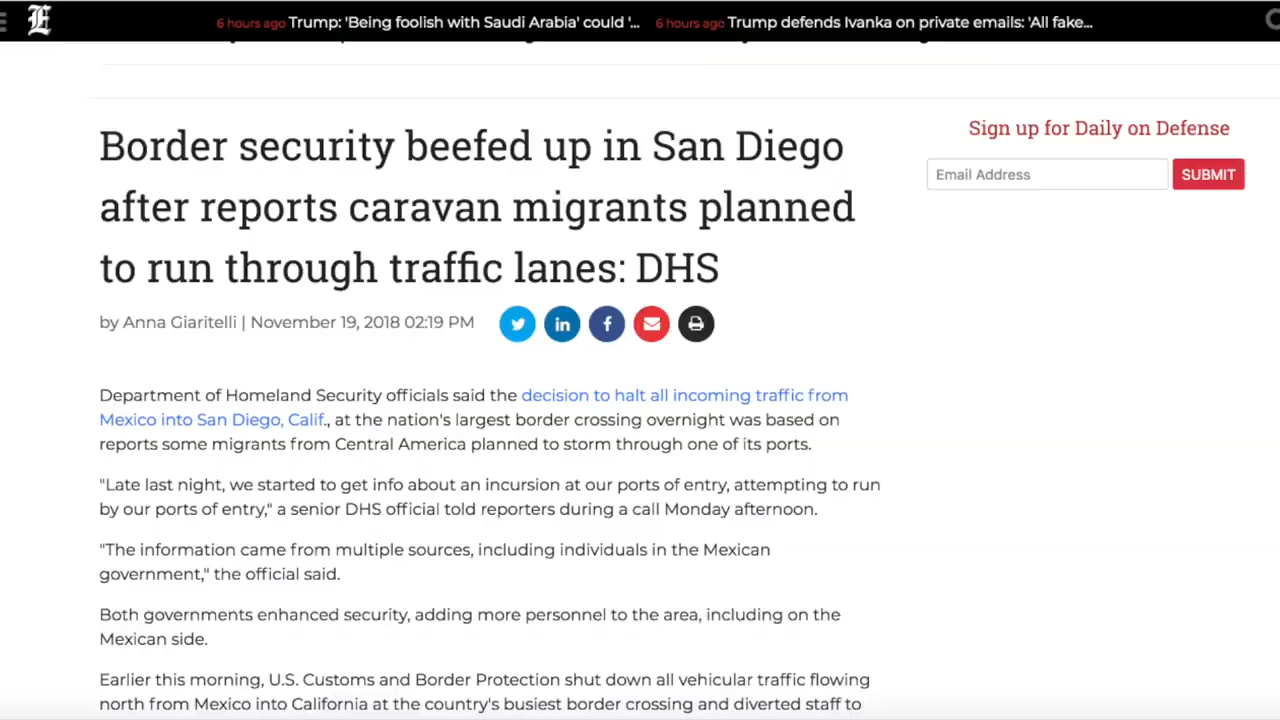 E 6 hours ago Trump: 'Being foolish with Saudi Arabia' could '... 6 hours ago Trump defends Ivanka on private emails: 'All fake...
Border security beefed up in San Diego
after reports caravan migrants planned
to run through traffic lanes: DHS
by Anna Giaritelli | November 19, 2018 02:19 PM
Sign up for Daily on Defense
Email Address SUBMIT
Department of Homeland Security officials said the decision to halt all incoming traffic from
Mexico into San Diego, Calif., at the nation's largest border crossing overnight was based on
reports some migrants from Central America planned to storm through one of its ports.
"Late last night, we started to get info about an incursion at our ports of entry, attempting to run
by our ports of entry," a senior DHS official told reporters during a call Monday afternoon.
"The information came from multiple sources, including individuals in the Mexican
government," the official said.
Both governments enhanced security, adding more personnel to the area, including on the
Mexican side.
Earlier this morning, U.S. Customs and Border Protection shut down all vehicular traffic flowing
north from Mexico into California at the country's busiest border crossing and diverted staff to